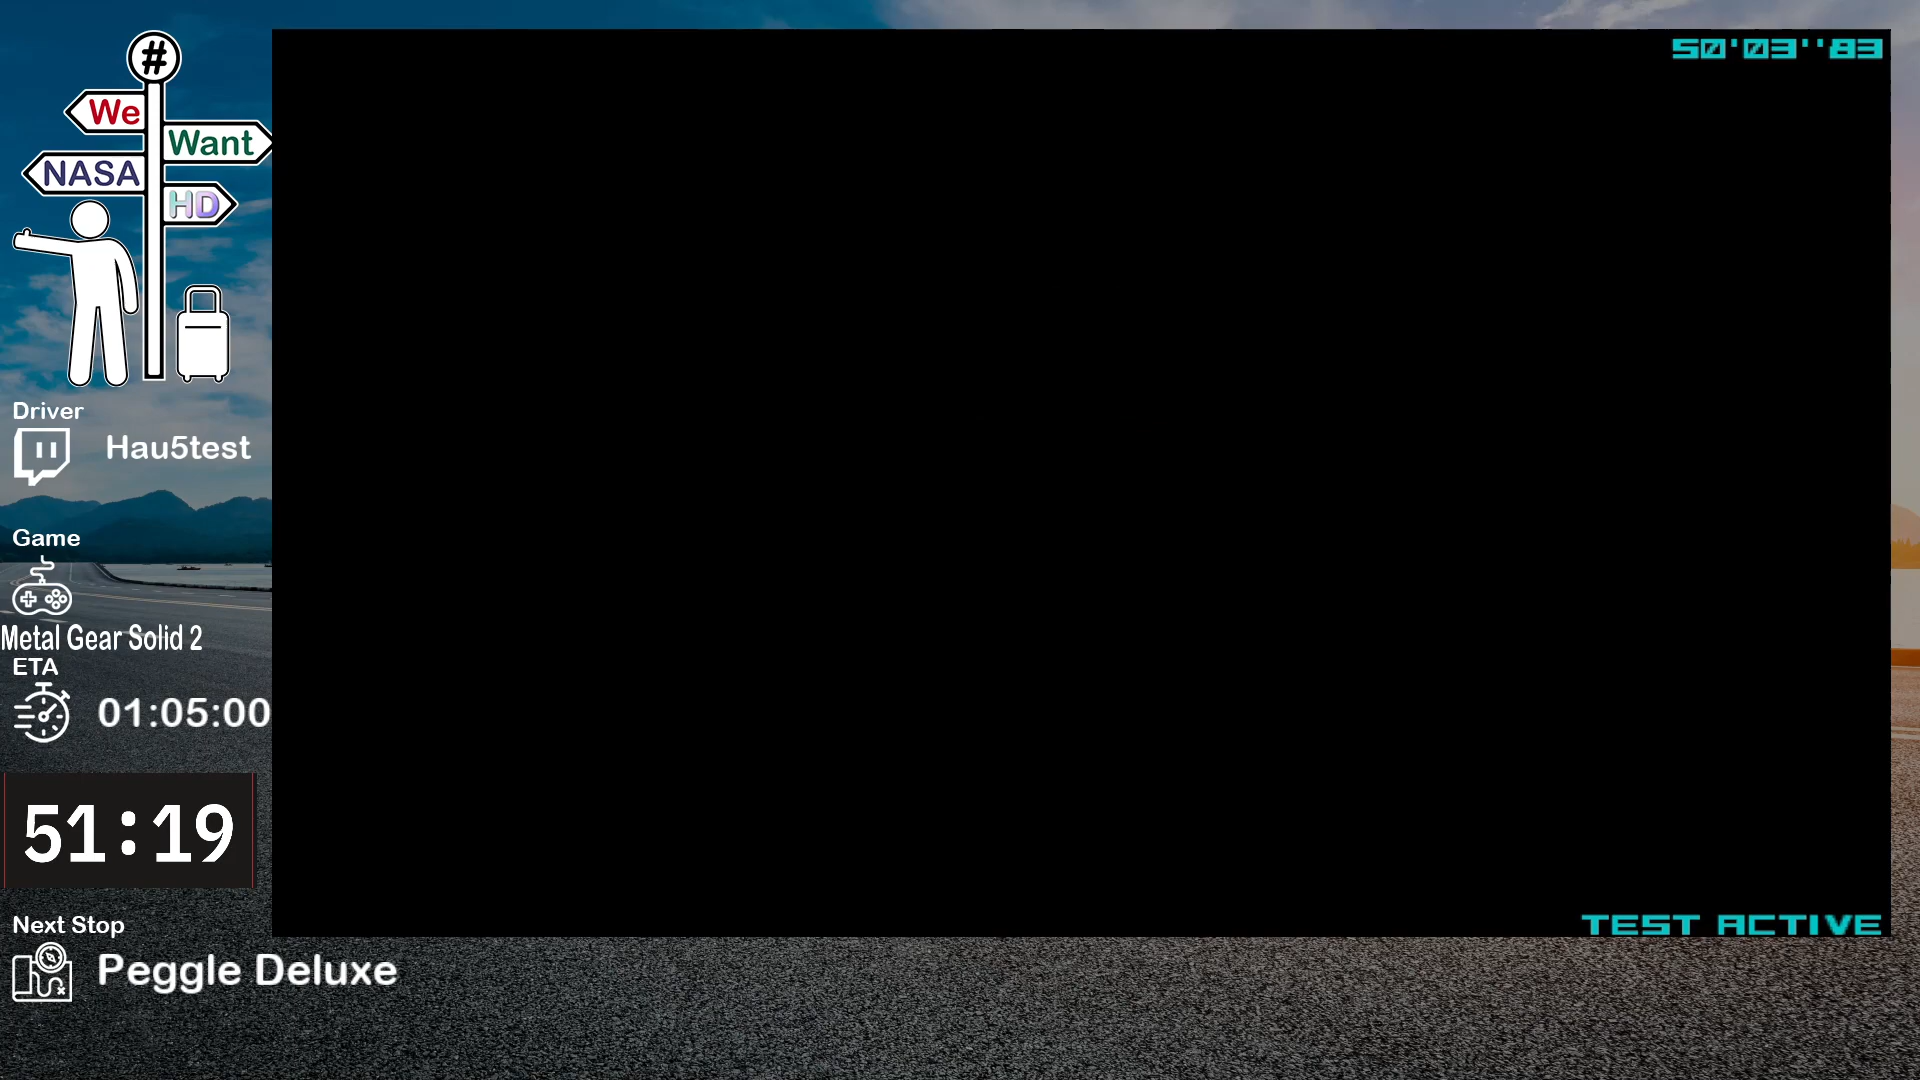 #
We
Want
NASA
HD
Driver
Hau5test
Game
Metal Gear Solid 2
ETA
01:05:00
51:19
Next Stop
Peggle Deluxe
50'03''83
TEST ACTIVE